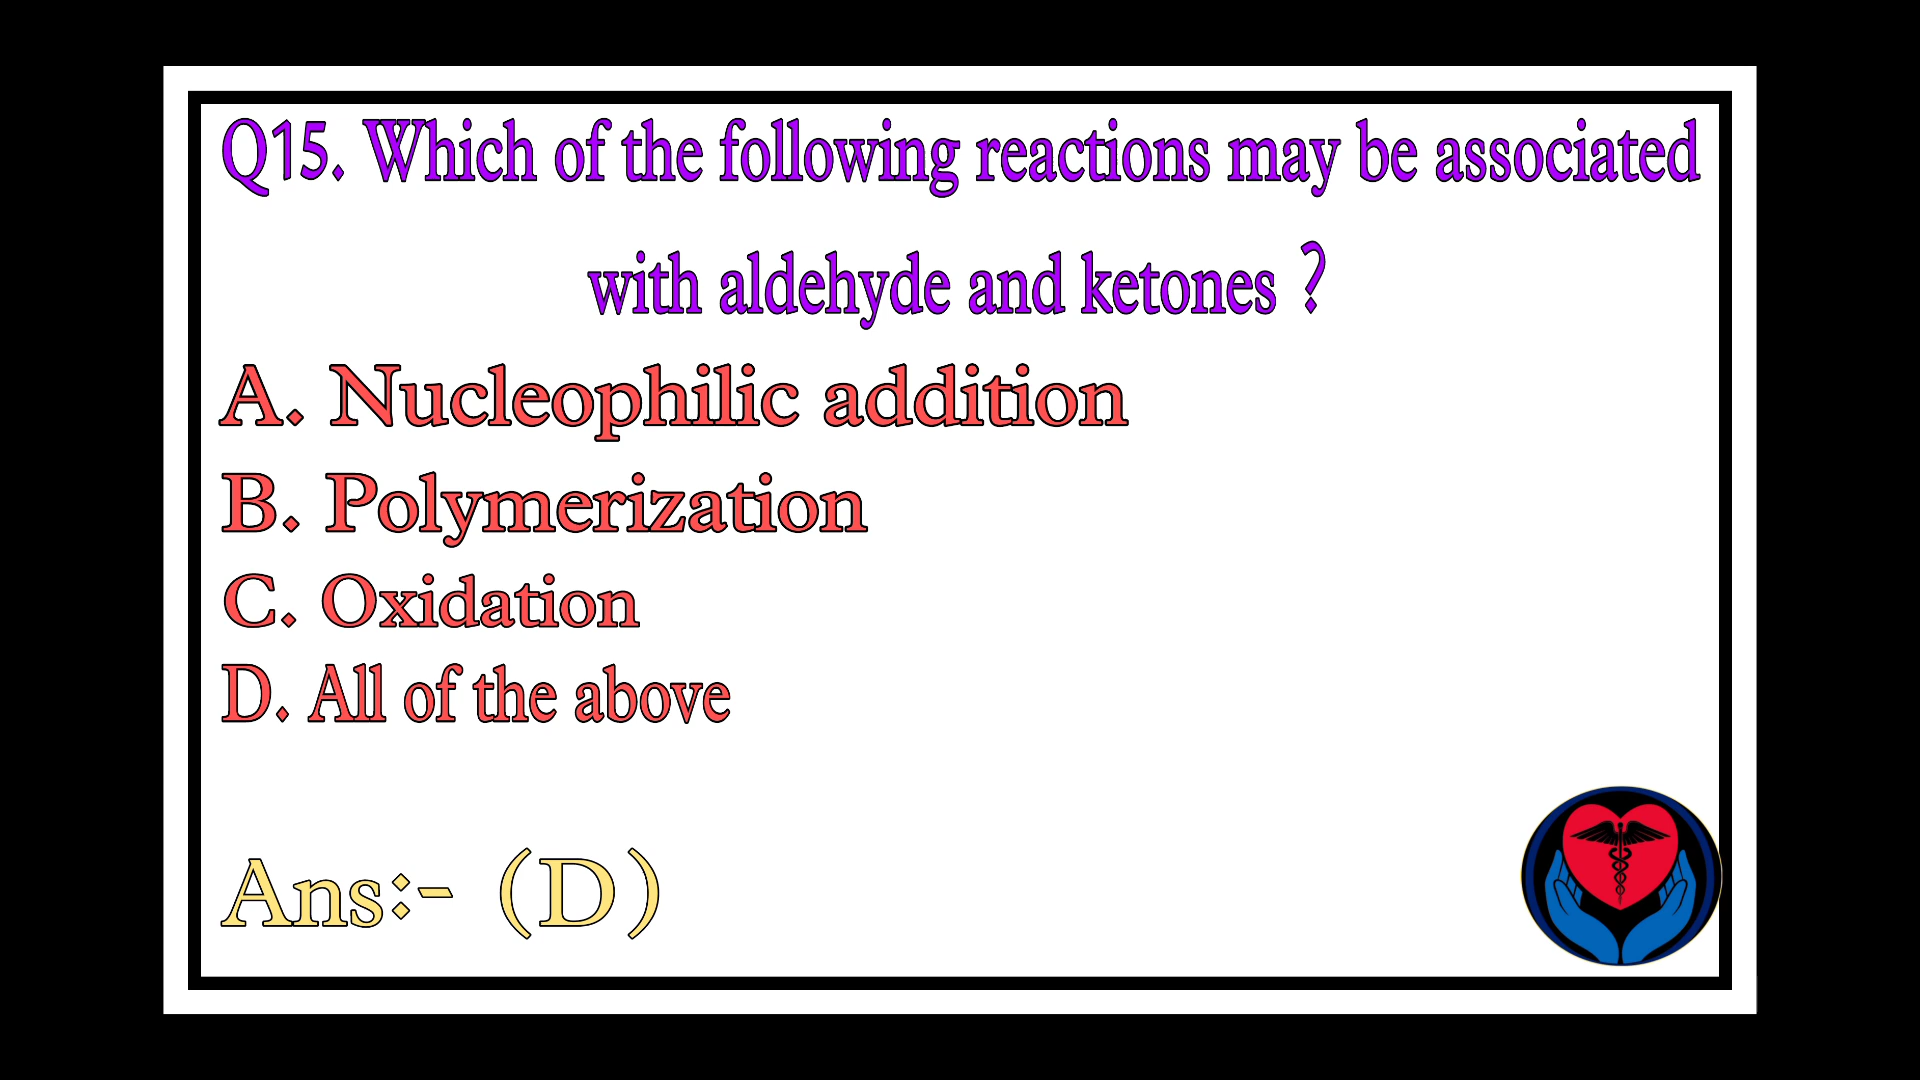 Q15. Which of the following reactions may be associated
with aldehyde and ketones ?
A. Nucleophilic addition
B. Polymerization
C. Oxidation
D. All of the above
Ans:- (D)